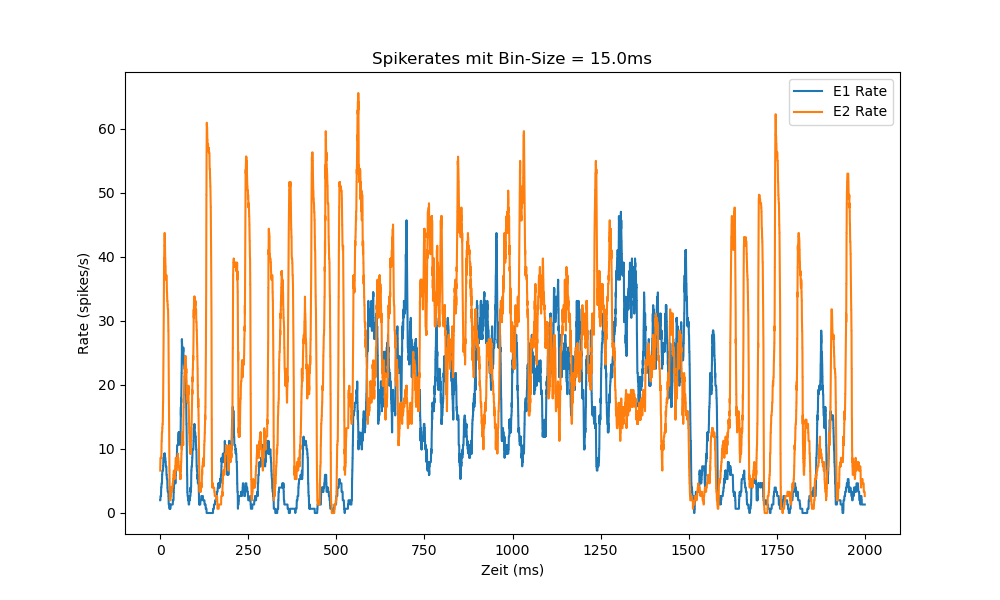 Spikerates mit Bin-Size = 15.0ms
E1 Rate
E2 Rate
Rate (spikes/s)
60
50
40
30
20
10
0
0 250 500 750 1000 1250 1500 1750 2000
Zeit (ms)